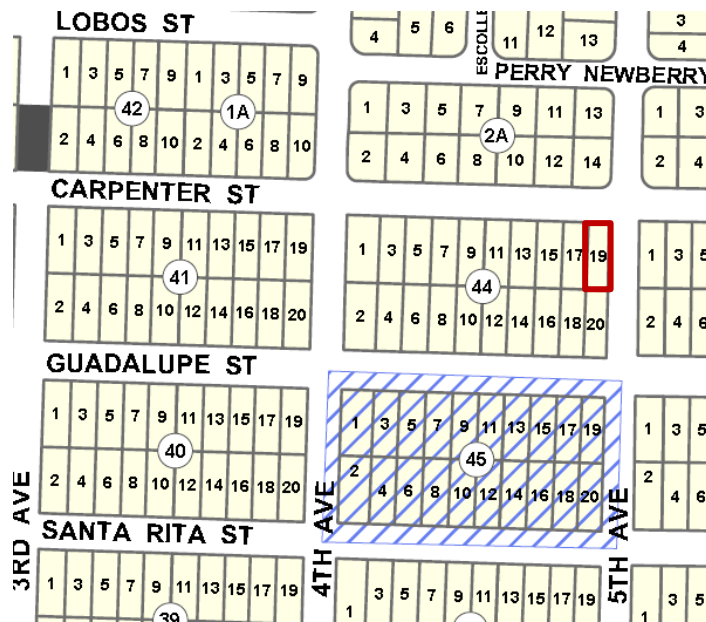 LOBOS ST
4 5 6
ESCOLLE
11 12 13
3
4
PERRY NEWBERRY
1 3 5 7 9 1 3 5 7 9
42 1A
2 4 6 8 10 2 4 6 8 10
1 3 5 7 9 11 13
2A
2 4 6 8 10 12 14
1 3
2 4
CARPENTER ST
1 3 5 7 9 11 13 15 17 19
41
2 4 6 8 10 12 14 16 18 20
1 3 5 7 9 11 13 15 17 19
44
2 4 6 8 10 12 14 16 18 20
1 3 5
2 4 6
GUADALUPE ST
1 3 5 7 9 11 13 15 17 19
40
2 4 6 8 10 12 14 16 18 20
1 3 5 7 9 11 13 15 17 19
45
2 4 6 8 10 12 14 16 18 20
1 3 5
2 4 6
3RD AVE
4TH AVE
5TH AVE
SANTA RITA ST
1 3 5 7 9 11 13 15 17 19
39
1 3 5 7 9 11 13 15 17 19
1 3 5